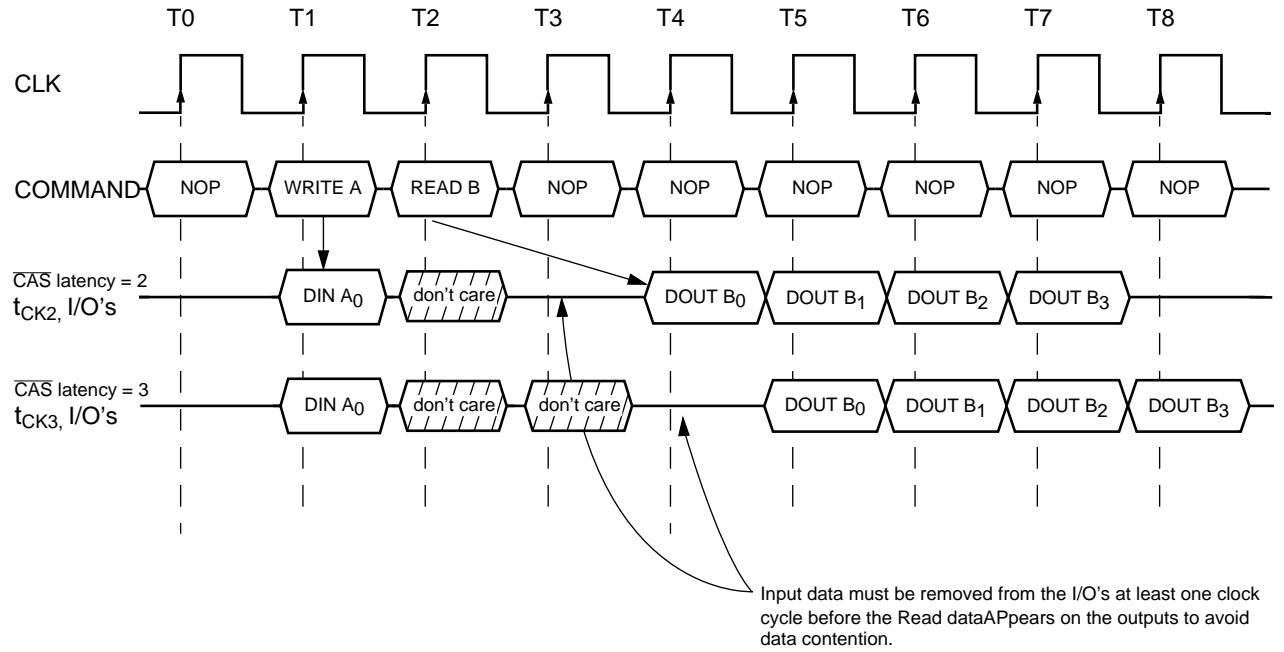 T0 T1 T2 T3 T4 T5 T6 T7 T8
CLK
COMMAND NOP WRITE A READ B NOP NOP NOP NOP NOP NOP
CAS latency = 2
tCK2, I/O's DIN A0 don't care DOUT B0 DOUT B1 DOUT B2 DOUT B3
CAS latency = 3
tCK3, I/O's DIN A0 don't care don't care DOUT B0 DOUT B1 DOUT B2 DOUT B3
Input data must be removed from the I/O's at least one clock
cycle before the Read dataAPpears on the outputs to avoid
data contention.